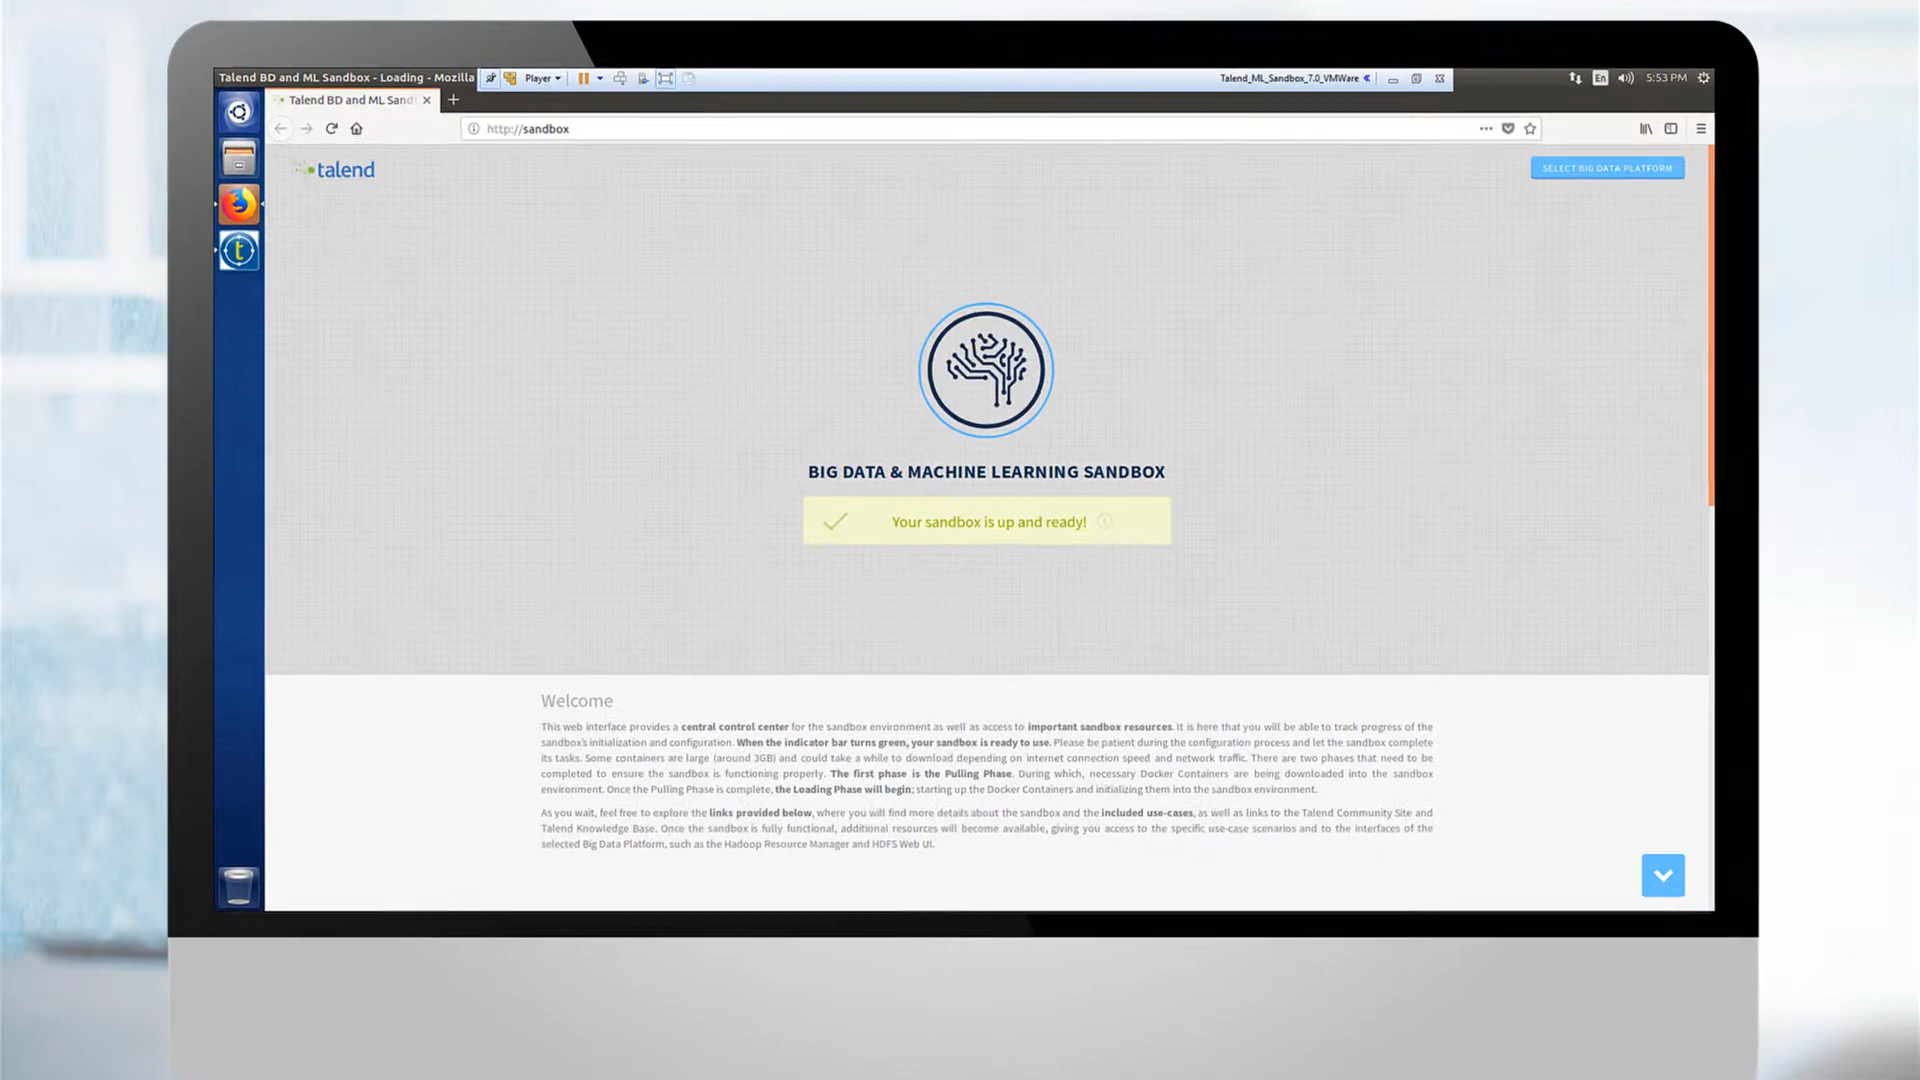 Talend BD and ML Sandbox - Loading - Mozilla
Player
Talend_ML_Sandbox_7.0_VMWare
En
5:53 PM
Talend BD and ML Sand
http://sandbox
talend
SELECT BIG DATA PLATFORM
t
BIG DATA & MACHINE LEARNING SANDBOX
Your sandbox is up and ready!
Welcome
This web interface provides a central control center for the sandbox environment as well as access to important sandbox resources. It is here that you will be able to track progress of the
sandbox's initialization and configuration. When the indicator bar turns green, your sandbox is ready to use. Please be patient during the configuration process and let the sandbox complete
its tasks. Some containers are large (around 3GB) and could take a while to download depending on internet connection speed and network traffic. There are two phases that need to be
completed to ensure the sandbox is functioning properly. The first phase is the Pulling Phase. During which, necessary Docker Containers are being downloaded into the sandbox
environment. Once the Pulling Phase is complete, the Loading Phase will begin; starting up the Docker Containers and initializing them into the sandbox environment.
As you wait, feel free to explore the links provided below, where you will find more details about the sandbox and the included use-cases, as well as links to the Talend Community Site and
Talend Knowledge Base. Once the sandbox is fully functional, additional resources will become available, giving you access to the specific use-case scenarios and to the interfaces of the
selected Big Data Platform, such as the Hadoop Resource Manager and HDFS Web UI.